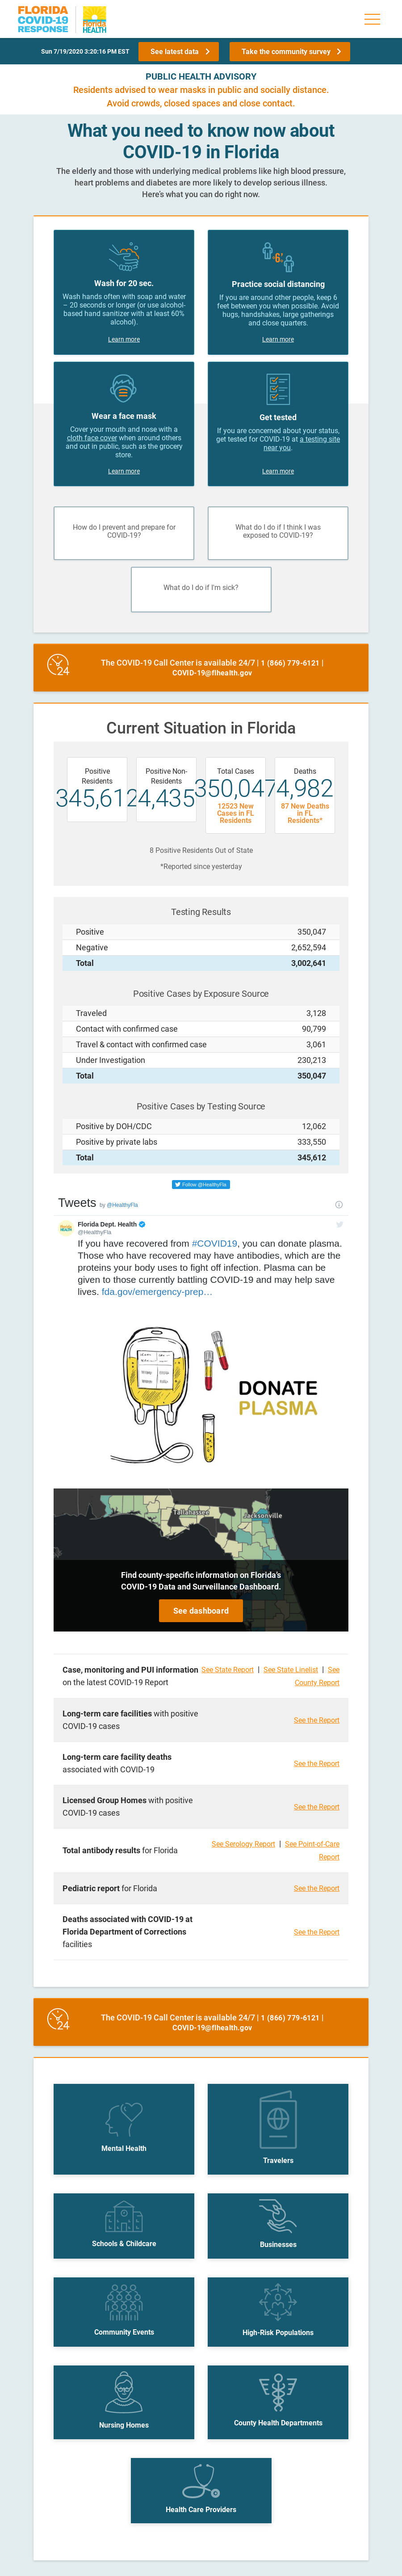 FLORIDA
COVID-19
RESPONSE
Florida
HEALTH
Sun 7/19/2020 3:20:16 PM EST
See latest data
Take the community survey
PUBLIC HEALTH ADVISORY
Residents advised to wear masks in public and socially distance.
Avoid crowds, closed spaces and close contact.
What you need to know now about
COVID-19 in Florida
The elderly and those with underlying medical problems like high blood pressure,
heart problems and diabetes are more likely to develop serious illness.
Here's what you can do right now.
Wash for 20 sec.
Wash hands often with soap and water
– 20 seconds or longer (or use alcohol-
based hand sanitizer with at least 60%
alcohol).
Learn more
6'
Practice social distancing
If you are around other people, keep 6
feet between you when possible. Avoid
hugs, handshakes, large gatherings
and close quarters.
Learn more
Wear a face mask
Cover your mouth and nose with a
cloth face cover when around others
and out in public, such as the grocery
store.
Learn more
Get tested
If you are concerned about your status,
get tested for COVID-19 at a testing site
near you.
Learn more
How do I prevent and prepare for
COVID-19?
What do I do if I think I was
exposed to COVID-19?
What do I do if I'm sick?
24
The COVID-19 Call Center is available 24/7 | 1 (866) 779-6121 |
COVID-19@flhealth.gov
Current Situation in Florida
Positive
Residents
345,612
Positive Non-
Residents
4,435
Total Cases
350,047
12523 New
Cases in FL
Residents
Deaths
4,982
87 New Deaths
in FL
Residents*
8 Positive Residents Out of State
*Reported since yesterday
Testing Results
Positive 350,047
Negative 2,652,594
Total 3,002,641
Positive Cases by Exposure Source
Traveled 3,128
Contact with confirmed case 90,799
Travel & contact with confirmed case 3,061
Under Investigation 230,213
Total 350,047
Positive Cases by Testing Source
Positive by DOH/CDC 12,062
Positive by private labs 333,550
Total 345,612
Follow @HealthyFla
Tweets by @HealthyFla
Florida Dept. Health
@HealthyFla
If you have recovered from #COVID19, you can donate plasma.
Those who have recovered may have antibodies, which are the
proteins your body uses to fight off infection. Plasma can be
given to those currently battling COVID-19 and may help save
lives. fda.gov/emergency-prep…
DONATE
PLASMA
Tallahassee
Jacksonville
Find county-specific information on Florida's
COVID-19 Data and Surveillance Dashboard.
See dashboard
Case, monitoring and PUI information
on the latest COVID-19 Report
See State Report | See State Linelist | See
County Report
Long-term care facilities with positive
COVID-19 cases
See the Report
Long-term care facility deaths
associated with COVID-19
See the Report
Licensed Group Homes with positive
COVID-19 cases
See the Report
Total antibody results for Florida
See Serology Report | See Point-of-Care
Report
Pediatric report for Florida
See the Report
Deaths associated with COVID-19 at
Florida Department of Corrections
facilities
See the Report
24
The COVID-19 Call Center is available 24/7 | 1 (866) 779-6121 |
COVID-19@flhealth.gov
Mental Health
Travelers
Schools & Childcare
Businesses
Community Events
High-Risk Populations
Nursing Homes
County Health Departments
Health Care Providers